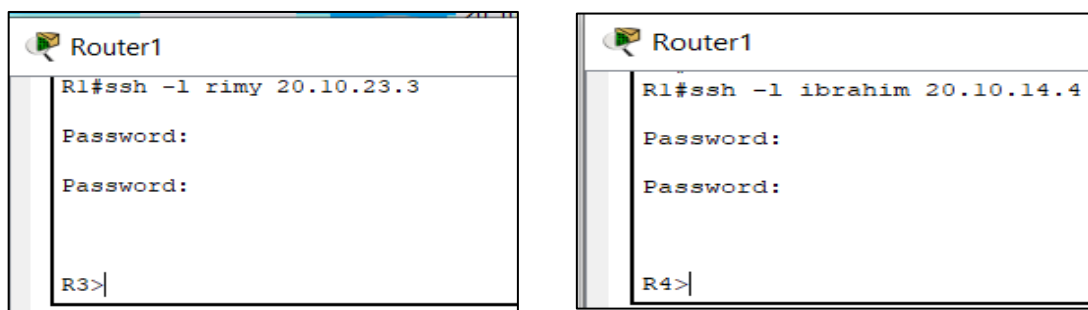 Router1
R1#ssh -l rimy 20.10.23.3
Password:
Password:
R3>
Router1
R1#ssh -l ibrahim 20.10.14.4
Password:
Password:
R4>